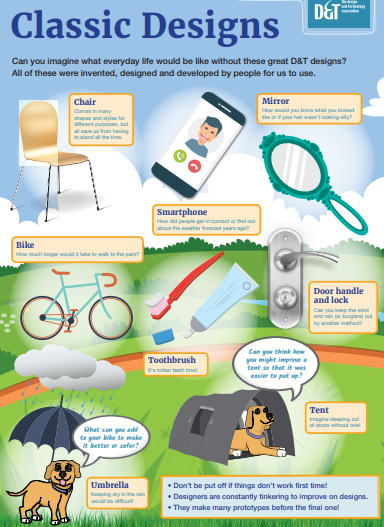 Classic Designs
D&T
the design
and technology
association
Can you imagine what everyday life would be like without these great D&T designs?
All of these were invented, designed and developed by people for us to use.
Chair
Comes in many
shapes and styles for
different purposes, but
all save us from having
to stand all the time.
Mirror
How would you know what you looked
like or if your hair wasn't looking silly?
Smartphone
How did people get in contact or find out
about the weather forecast years ago?
Bike
How much longer would it take to walk to the park?
Door handle
and lock
Can you keep the wind
and rain (or burglars) out
by another method?
Toothbrush
It's rotten teeth time!
Can you think how
you might improve a
tent so that it was
easier to put up?
Tent
Imagine sleeping out
of doors without one!
What can you add
to your bike to make
it better or safer?
Umbrella
Keeping dry in the rain
would be difficult!
• Don't be put off if things don't work first time!
• Designers are constantly tinkering to improve on designs.
• They make many prototypes before the final one!